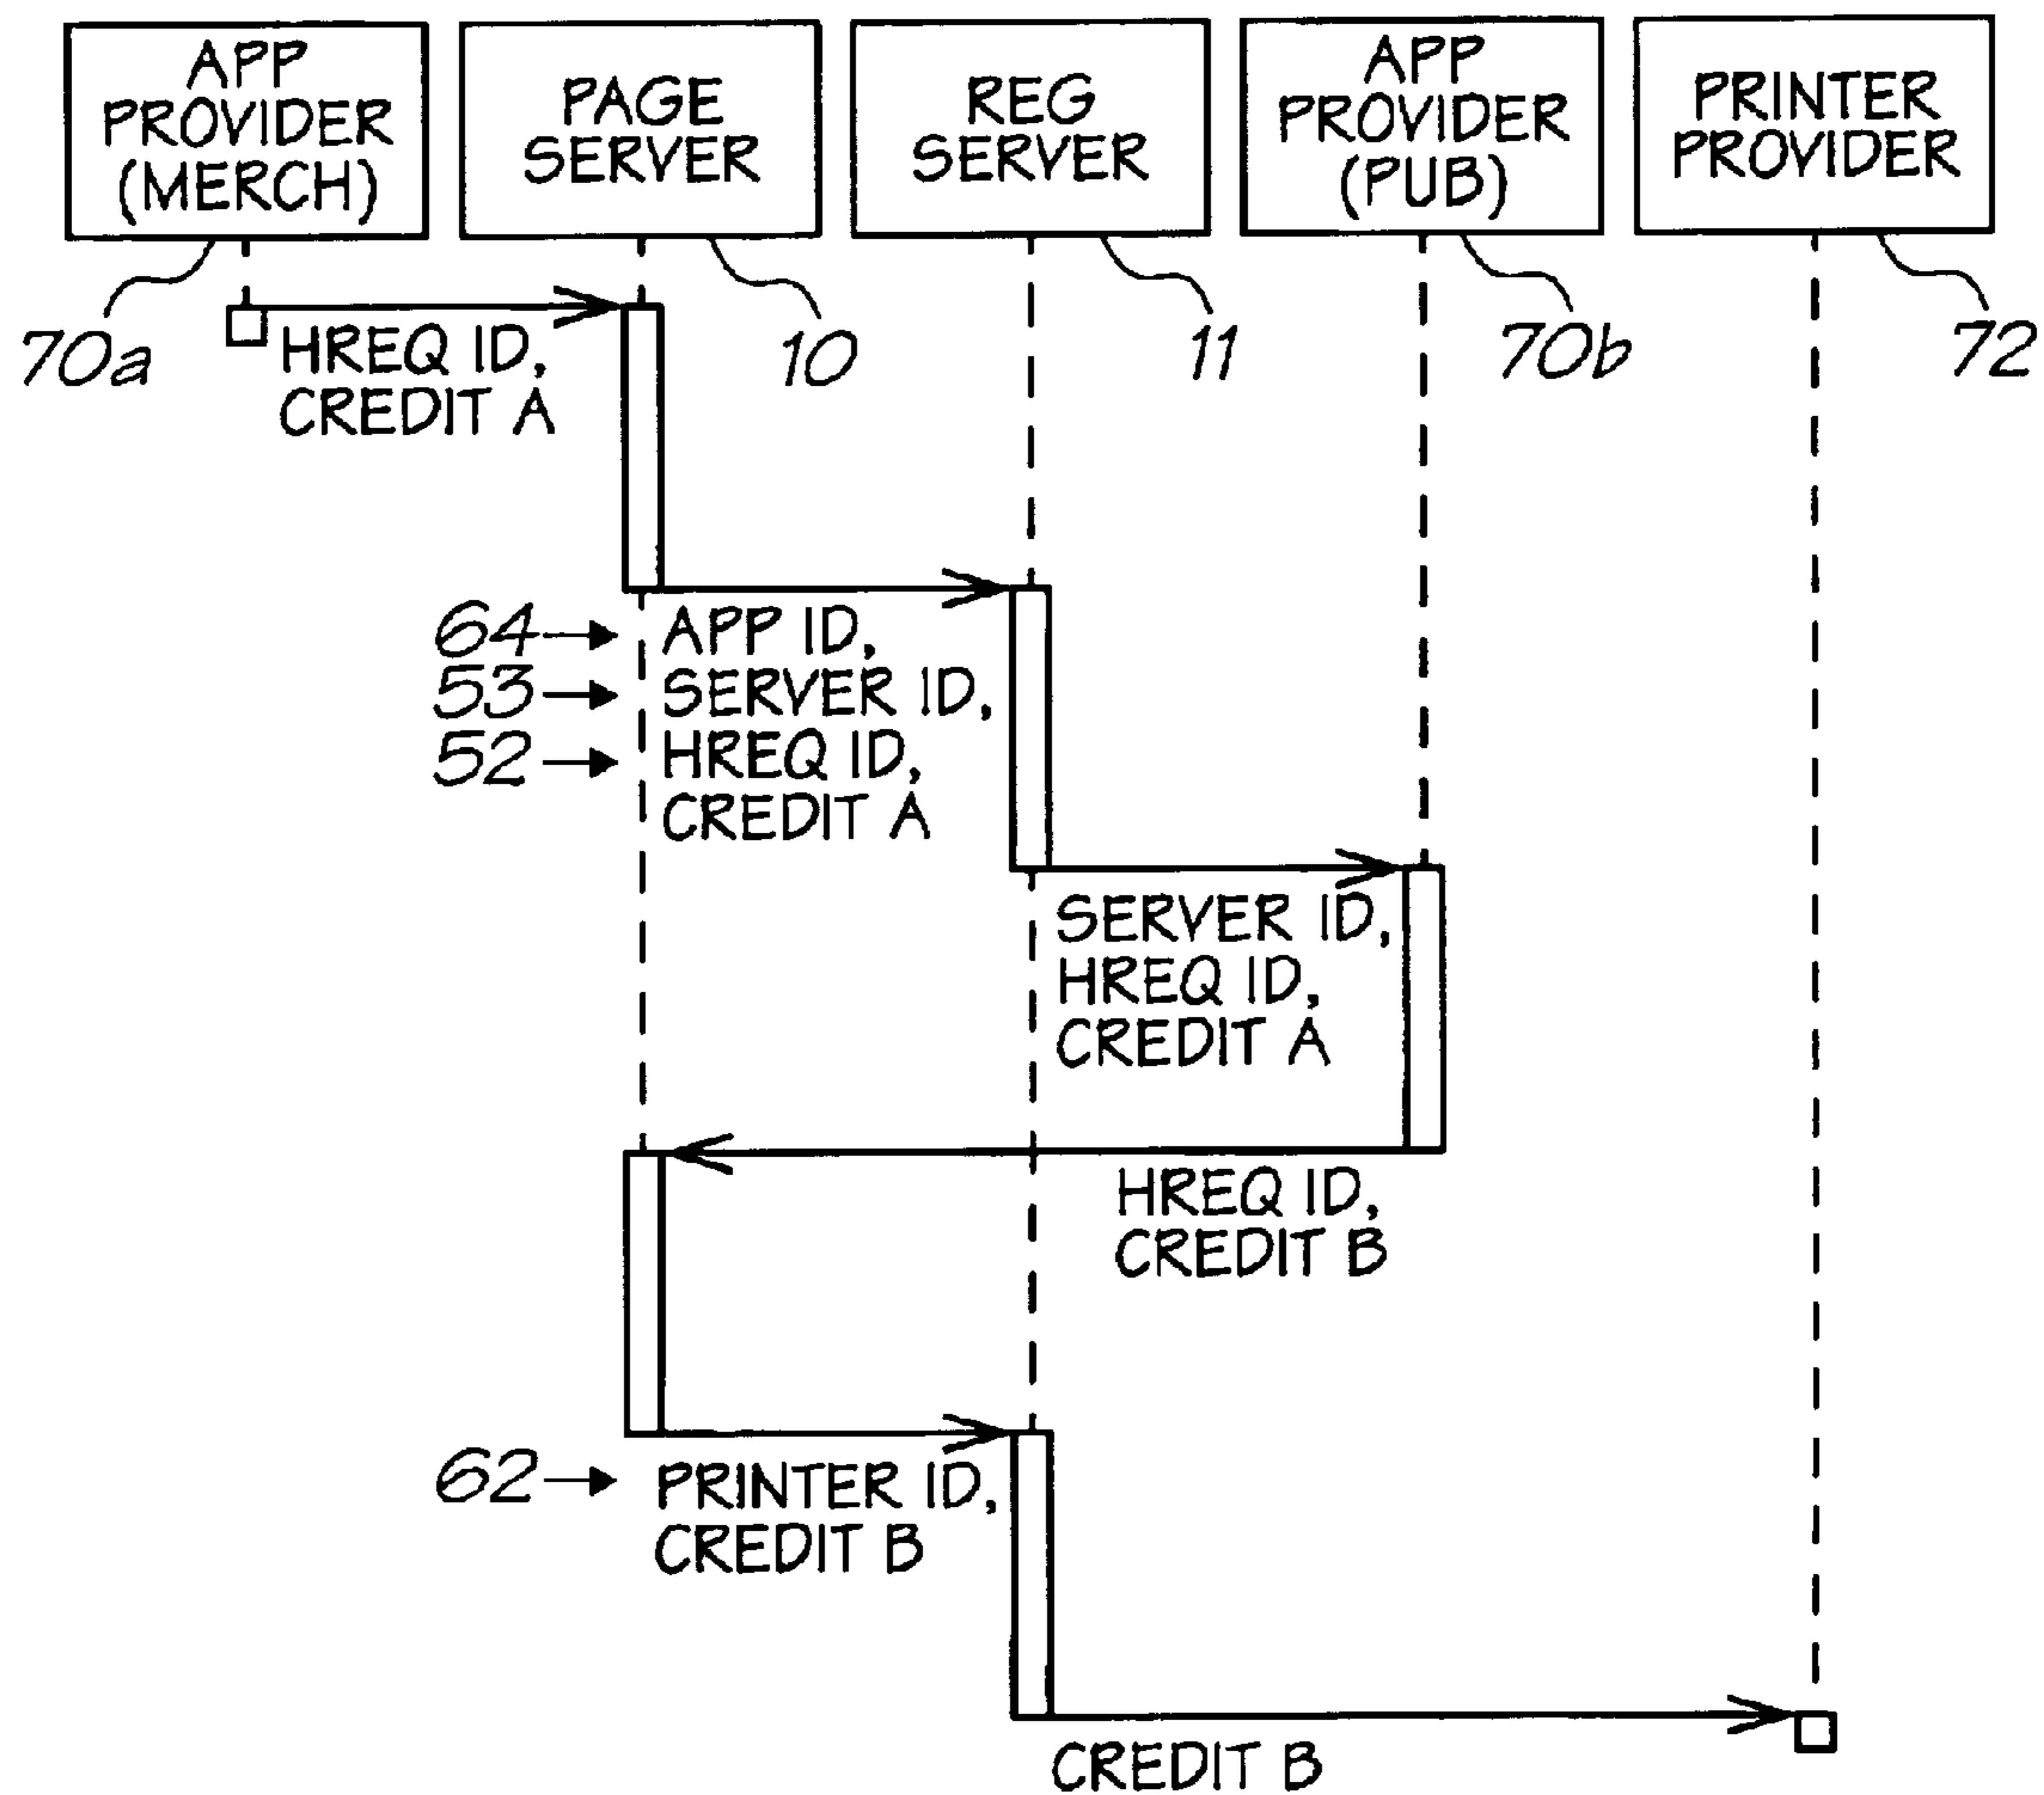 APP
PROVIDER
(MERCH)
PAGE
SERVER
REG
SERVER
APP
PROVIDER
(PUB)
PRINTER
PROVIDER
70a
10
11
70b
72
HREQ ID,
CREDIT A
64
APP ID,
53
SERVER ID,
52
HREQ ID,
CREDIT A
SERVER ID,
HREQ ID,
CREDIT A
HREQ ID,
CREDIT B
62
PRINTER ID,
CREDIT B
CREDIT B